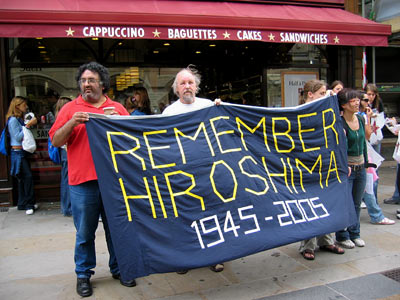 ★ CAPPUCCINO ★ BAGUETTES ★ CAKES ★ SANDWICHES ★
REMEMBER
HIROSHIMA
1945-2005